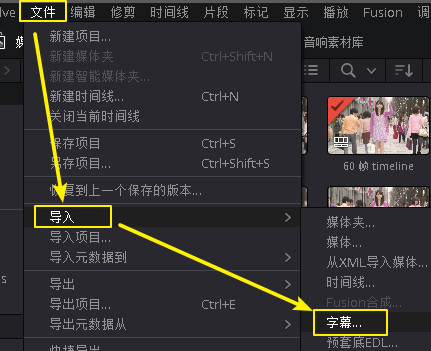 lve 文件 编辑 修剪 时间线 片段 标记 显示 播放 Fusion 调
音响素材库
新建项目...
新建媒体夹 Ctrl+Shift+N
新建智能媒体夹...
新建时间线... Ctrl+N
关闭当前时间线
保存项目 Ctrl+S
另存项目... Ctrl+Shift+S
恢复到上一个保存的版本...
导入
导入项目...
导入元数据到
导出
导出项目... Ctrl+E
导出元数据从
快捷导出...
60 帧 timeline
媒体夹...
媒体...
从XML导入媒体...
时间线...
Fusion合成...
字幕...
预套底EDL...
s